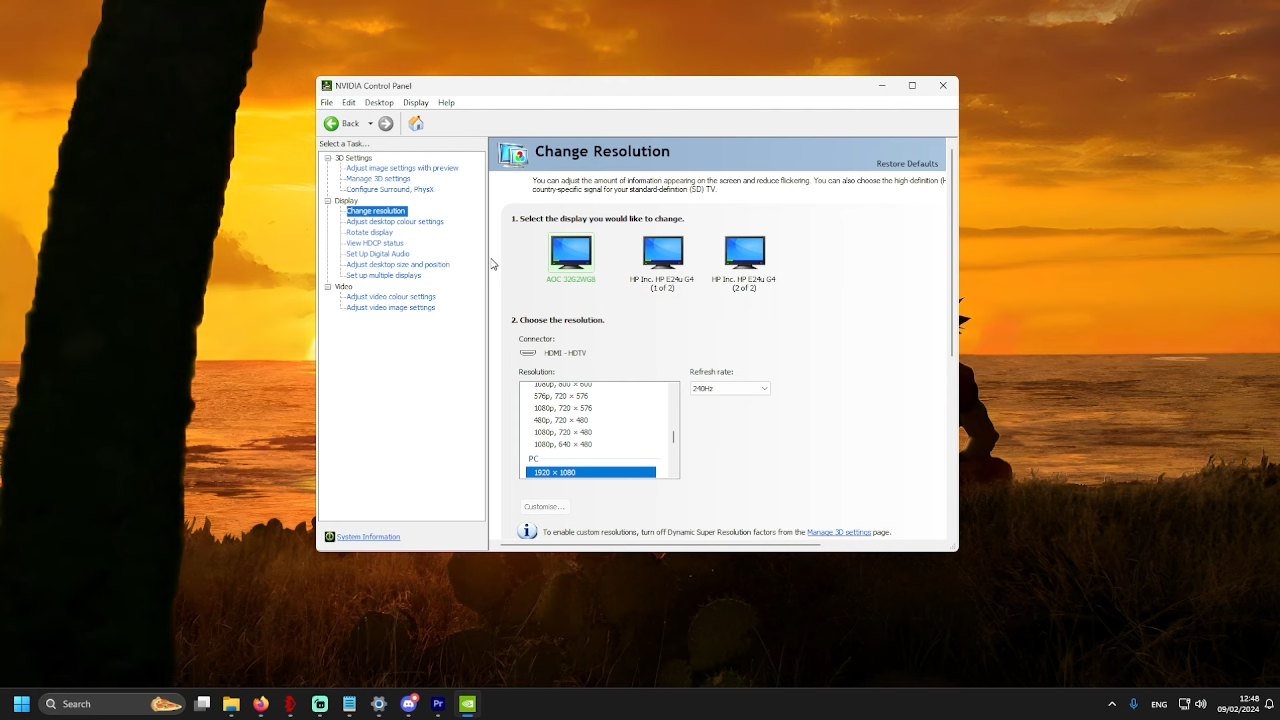 NVIDIA Control Panel
File Edit Desktop Display Help
Back
Select a Task...
3D Settings
Adjust image settings with preview
Manage 3D settings
Configure Surround, PhysX
Display
Change resolution
Adjust desktop colour settings
Rotate display
View HDCP status
Set Up Digital Audio
Adjust desktop size and position
Set up multiple displays
Video
Adjust video colour settings
Adjust video image settings
System Information
Change Resolution
Restore Defaults
You can adjust the amount of information appearing on the screen and reduce flickering. You can also choose the high-definition (H
country-specific signal for your standard-definition (SD) TV.
1. Select the display you would like to change.
AOC 32G2WG8
HP Inc. HP E24u G4
(1 of 2)
HP Inc. HP E24u G4
(2 of 2)
2. Choose the resolution.
Connector:
HDMI - HDTV
Resolution:
Refresh rate:
240Hz
1080p, 800 × 600
576p, 720 × 576
1080p, 720 × 576
480p, 720 × 480
1080p, 720 × 480
1080p, 640 × 480
PC
1920 × 1080
Customise...
To enable custom resolutions, turn off Dynamic Super Resolution factors from the Manage 3D settings page.
Search
Pr
ENG
12:48
09/02/2024